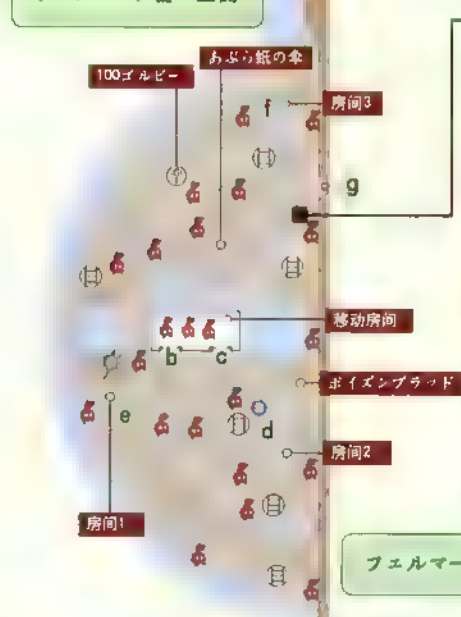 あぶら紙の傘
100ゴルビー
f
房间3
g
移动房间
b
c
ポイズンブラッド
e
d
房间2
房间1
フェルマー